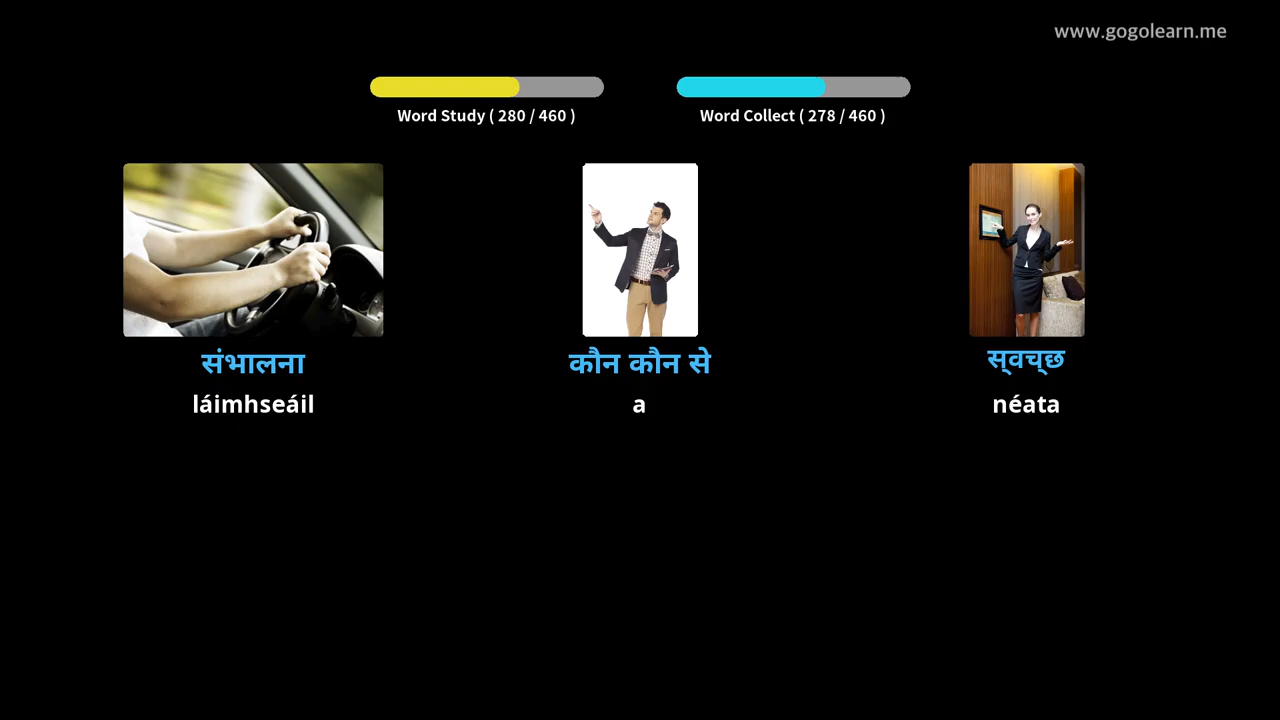 www.gogolearn.me
Word Study ( 280 / 460 )
Word Collect ( 278 / 460 )
संभालना
कौन कौन से
स्वच्छ
láimhseáil
a
néata